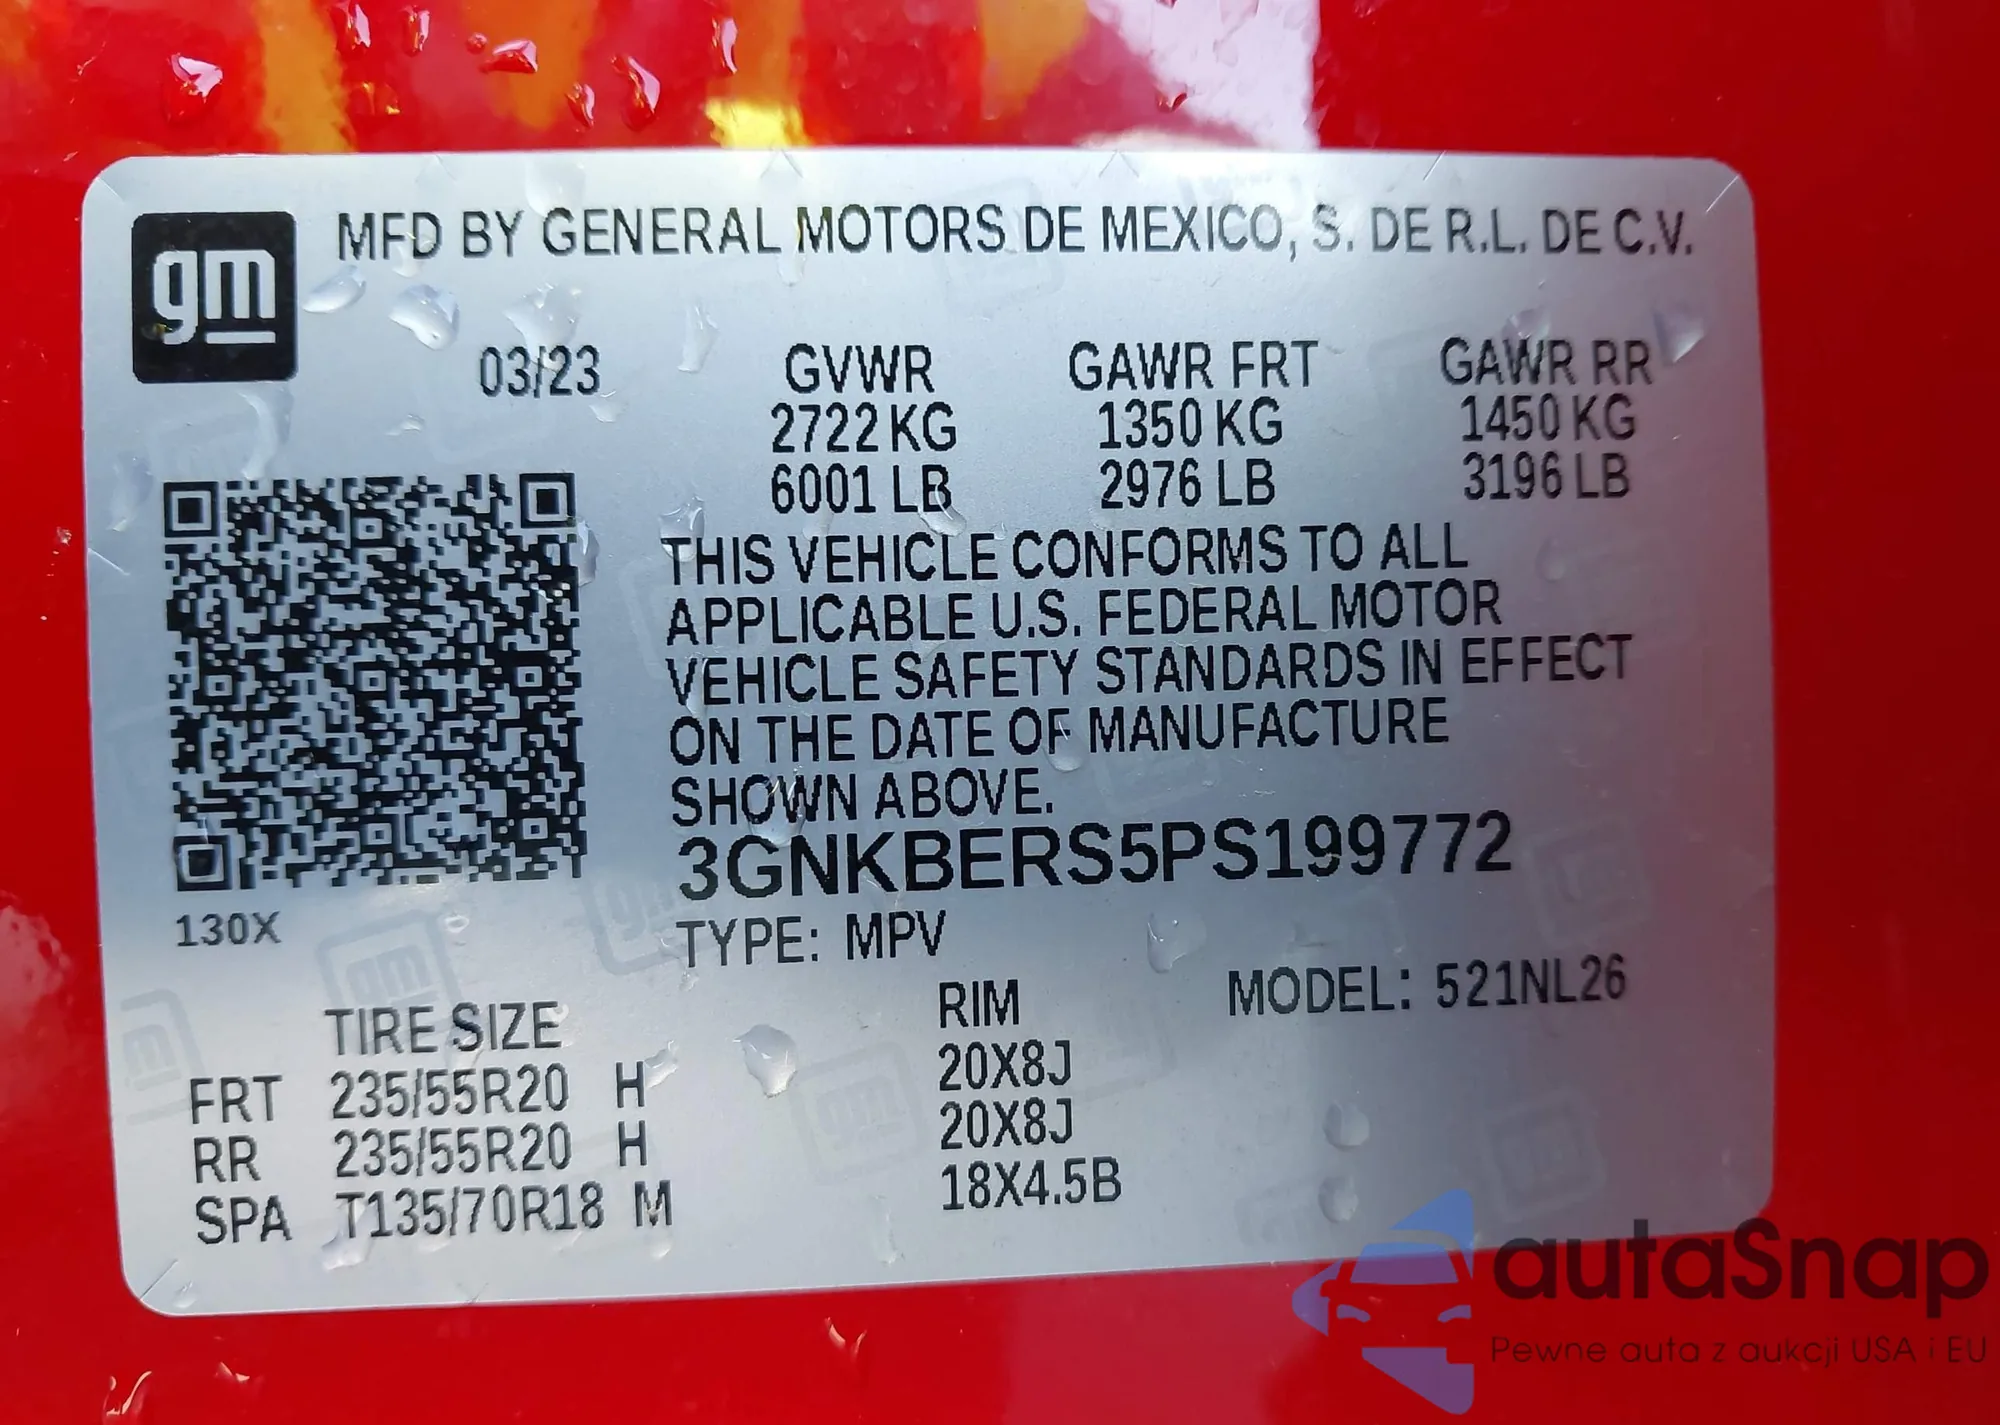 gm
MFD BY GENERAL MOTORS DE MEXICO, S. DE R.L. DE C.V.
03/23 GVWR GAWR FRT GAWR RR
2722 KG 1350 KG 1450 KG
6001 LB 2976 LB 3196 LB
THIS VEHICLE CONFORMS TO ALL
APPLICABLE U.S. FEDERAL MOTOR
VEHICLE SAFETY STANDARDS IN EFFECT
ON THE DATE OF MANUFACTURE
SHOWN ABOVE.
3GNKBERS5PS199772
130X
TYPE: MPV
MODEL: 521NL26
TIRE SIZE RIM
FRT 235/55R20 H 20X8J
RR 235/55R20 H 20X8J
SPA T135/70R18 M 18X4.5B
autaSnap
Pewne auta z aukcji USA i EU